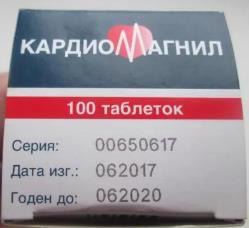 КАРДИОМАГНИЛ
100 таблеток
Серия: 00650617
Дата изг.: 062017
Годен до: 062020